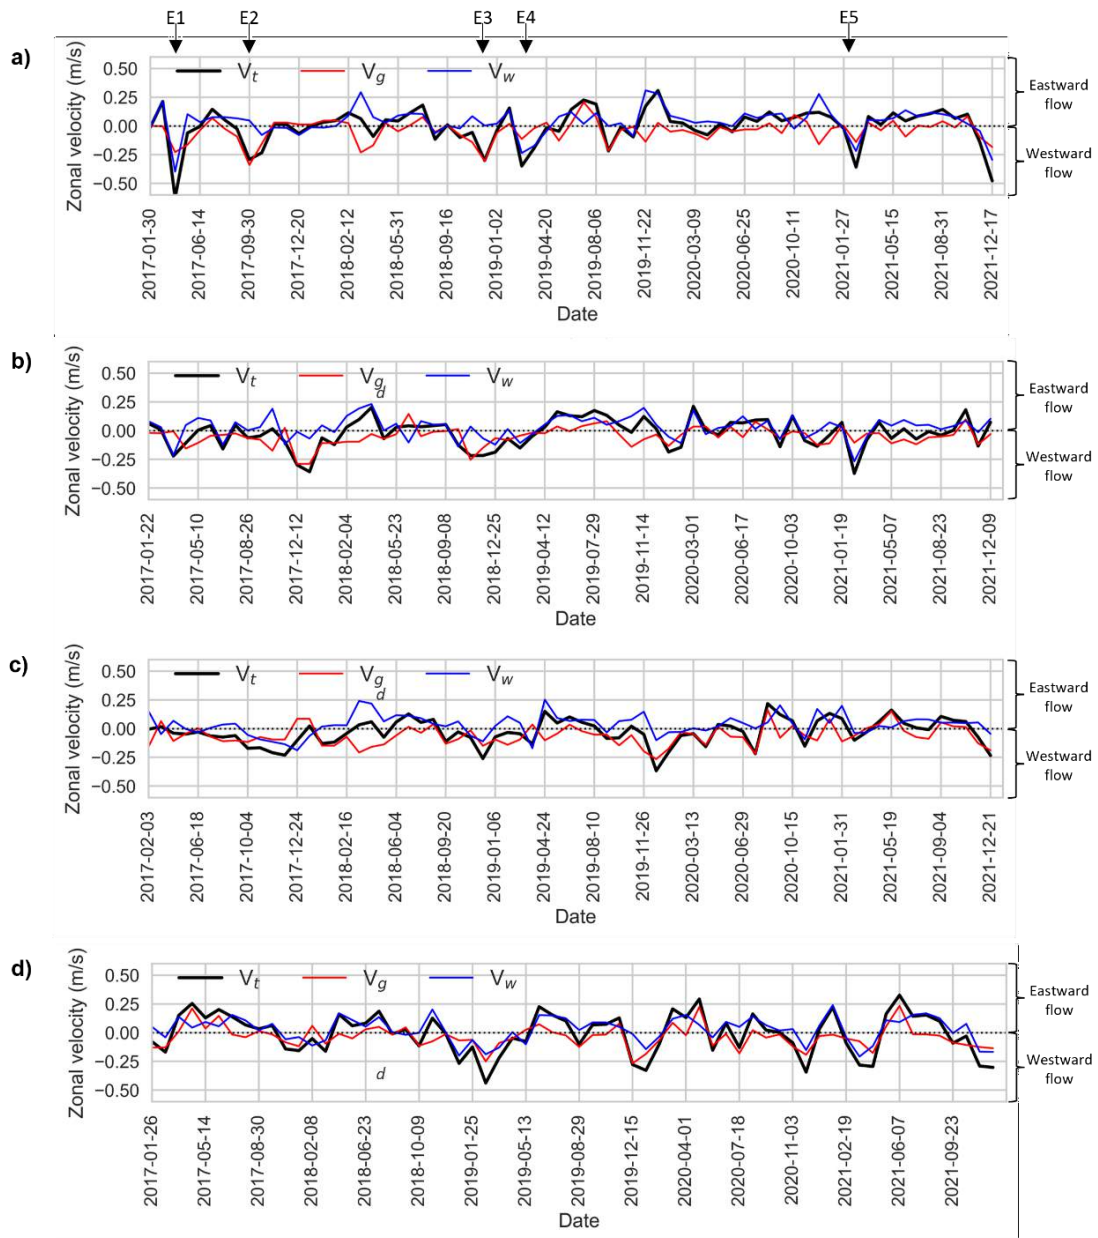 E1 E2 E3 E4 E5
a)
Zonal velocity (m/s)
0.50
0.25
0.00
−0.25
−0.50
Vt Vg Vw
Eastward
flow
Westward
flow
2017-01-30
2017-06-14
2017-09-30
2017-12-20
2018-02-12
2018-05-31
2018-09-16
2019-01-02
2019-04-20
2019-08-06
2019-11-22
2020-03-09
2020-06-25
2020-10-11
2021-01-27
2021-05-15
2021-08-31
2021-12-17
Date
b)
Zonal velocity (m/s)
0.50
0.25
0.00
−0.25
−0.50
Vt Vg Vw
d
Eastward
flow
Westward
flow
2017-01-22
2017-05-10
2017-08-26
2017-12-12
2018-02-04
2018-05-23
2018-09-08
2018-12-25
2019-04-12
2019-07-29
2019-11-14
2020-03-01
2020-06-17
2020-10-03
2021-01-19
2021-05-07
2021-08-23
2021-12-09
Date
c)
Zonal velocity (m/s)
0.50
0.25
0.00
−0.25
−0.50
Vt Vg Vw
d
Eastward
flow
Westward
flow
2017-02-03
2017-06-18
2017-10-04
2017-12-24
2018-02-16
2018-06-04
2018-09-20
2019-01-06
2019-04-24
2019-08-10
2019-11-26
2020-03-13
2020-06-29
2020-10-15
2021-01-31
2021-05-19
2021-09-04
2021-12-21
Date
d)
Zonal velocity (m/s)
0.50
0.25
0.00
−0.25
−0.50
Vt Vg Vw
d
Eastward
flow
Westward
flow
2017-01-26
2017-05-14
2017-08-30
2018-02-08
2018-06-23
2018-10-09
2019-01-25
2019-05-13
2019-08-29
2019-12-15
2020-04-01
2020-07-18
2020-11-03
2021-02-19
2021-06-07
2021-09-23
Date